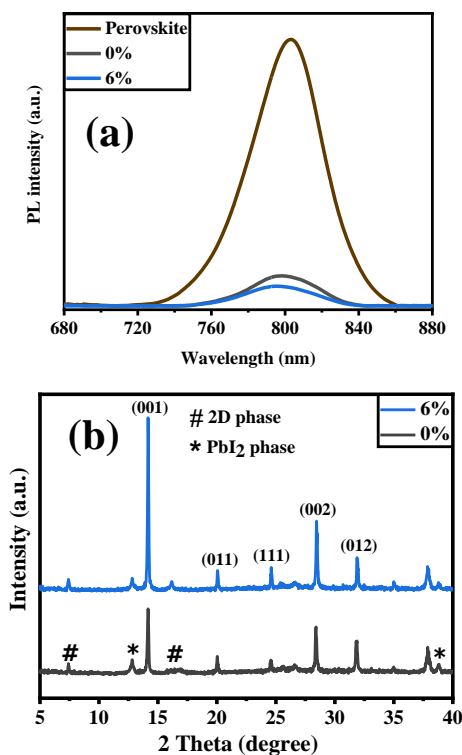 Perovskite
0%
6%
(a)
PL intensity (a.u.)
680 720 760 800 840 880
Wavelength (nm)
(b)
# 2D phase
* PbI2 phase
6%
0%
(001)
(011)
(111)
(002)
(012)
# * # *
Intensity (a.u.)
5 10 15 20 25 30 35 40
2 Theta (degree)